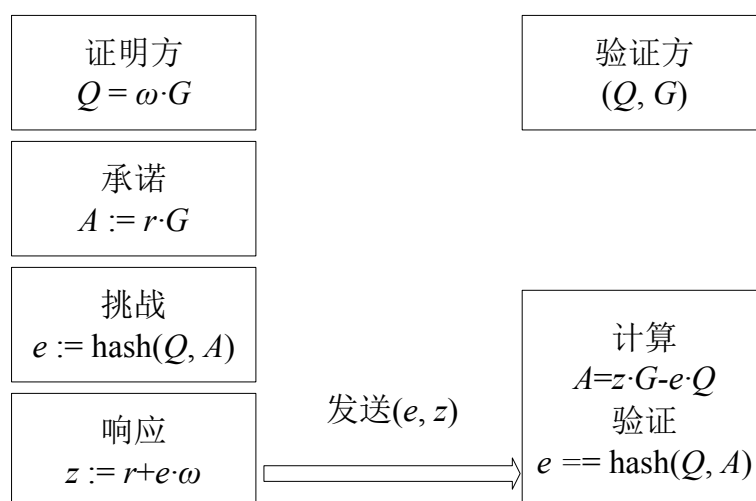 证明方
Q = ω·G
验证方
(Q, G)
承诺
A := r·G
挑战
e := hash(Q, A)
响应
z := r+e·ω
发送(e, z)
计算
A=z·G-e·Q
验证
e == hash(Q, A)